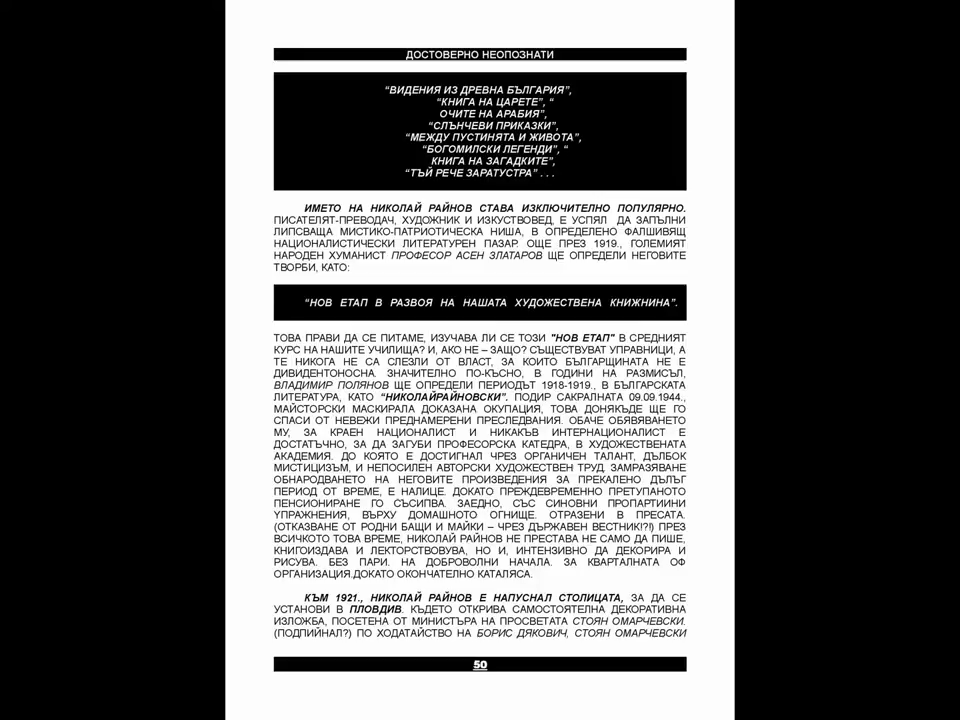 ДОСТОВЕРНО НЕОПОЗНАТИ
“ВИДЕНИЯ ИЗ ДРЕВНА БЪЛГАРИЯ”,
“КНИГА НА ЦАРЕТЕ”, “
ОЧИТЕ НА АРАБИЯ”,
“СЛЪНЧЕВИ ПРИКАЗКИ”,
“МЕЖДУ ПУСТИНЯТА И ЖИВОТА”,
“БОГОМИЛСКИ ЛЕГЕНДИ”, “
КНИГА НА ЗАГАДКИТЕ”,
“ТЪЙ РЕЧЕ ЗАРАТУСТРА” . . .
ИМЕТО НА НИКОЛАЙ РАЙНОВ СТАВА ИЗКЛЮЧИТЕЛНО ПОПУЛЯРНО.
ПИСАТЕЛЯТ-ПРЕВОДАЧ, ХУДОЖНИК И ИЗКУСТВОВЕД, Е УСПЯЛ ДА ЗАПЪЛНИ
ЛИПСВАЩА МИСТИКО-ПАТРИОТИЧЕСКА НИША, В ОПРЕДЕЛЕНО ФАЛШИВЯЩ
НАЦИОНАЛИСТИЧЕСКИ ЛИТЕРАТУРЕН ПАЗАР. ОЩЕ ПРЕЗ 1919., ГОЛЕМИЯТ
НАРОДЕН ХУМАНИСТ ПРОФЕСОР АСЕН ЗЛАТАРОВ ЩЕ ОПРЕДЕЛИ НЕГОВИТЕ
ТВОРБИ, КАТО:
“НОВ ЕТАП В РАЗВОЯ НА НАШАТА ХУДОЖЕСТВЕНА КНИЖНИНА”.
ТОВА ПРАВИ ДА СЕ ПИТАМЕ, ИЗУЧАВА ЛИ СЕ ТОЗИ "НОВ ЕТАП" В СРЕДНИЯТ
КУРС НА НАШИТЕ УЧИЛИЩА? И, АКО НЕ – ЗАЩО? СЪЩЕСТВУВАТ УПРАВНИЦИ, А
ТЕ НИКОГА НЕ СА СЛЕЗЛИ ОТ ВЛАСТ, ЗА КОИТО БЪЛГАРЩИНАТА НЕ Е
ДИВИДЕНТОНОСНА. ЗНАЧИТЕЛНО ПО-КЪСНО, В ГОДИНИ НА РАЗМИСЪЛ,
ВЛАДИМИР ПОЛЯНОВ ЩЕ ОПРЕДЕЛИ ПЕРИОДЪТ 1918-1919., В БЪЛГАРСКАТА
ЛИТЕРАТУРА, КАТО “НИКОЛАЙРАЙНОВСКИ”. ПОДИР САКРАЛНАТА 09.09.1944.,
МАЙСТОРСКИ МАСКИРАЛА ДОКАЗАНА ОКУПАЦИЯ, ТОВА ДОНЯКЪДЕ ЩЕ ГО
СПАСИ ОТ НЕВЕЖИ ПРЕДНАМЕРЕНИ ПРЕСЛЕДВАНИЯ. ОБАЧЕ ОБЯВЯВАНЕТО
МУ, ЗА КРАЕН НАЦИОНАЛИСТ И НИКАКЪВ ИНТЕРНАЦИОНАЛИСТ Е
ДОСТАТЪЧНО, ЗА ДА ЗАГУБИ ПРОФЕСОРСКА КАТЕДРА, В ХУДОЖЕСТВЕНАТА
АКАДЕМИЯ. ДО КОЯТО Е ДОСТИГНАЛ ЧРЕЗ ОРГАНИЧЕН ТАЛАНТ, ДЪЛБОК
МИСТИЦИЗЪМ, И НЕПОСИЛЕН АВТОРСКИ ХУДОЖЕСТВЕН ТРУД. ЗАМРАЗЯВАНЕ
ОБНАРОДВАНЕТО НА НЕГОВИТЕ ПРОИЗВЕДЕНИЯ ЗА ПРЕКАЛЕНО ДЪЛЪГ
ПЕРИОД ОТ ВРЕМЕ, Е НАЛИЦЕ. ДОКАТО ПРЕЖДЕВРЕМЕННО ПРЕТУПАНОТО
ПЕНСИОНИРАНЕ ГО СЪСИПВА. ЗАЕДНО, СЪС СИНОВНИ ПРОПАРТИЙНИ
УПРАЖНЕНИЯ, ВЪРХУ ДОМАШНОТО ОГНИЩЕ. ОТРАЗЕНИ В ПРЕСАТА.
(ОТКАЗВАНЕ ОТ РОДНИ БАЩИ И МАЙКИ – ЧРЕЗ ДЪРЖАВЕН ВЕСТНИК!?!) ПРЕЗ
ВСИЧКОТО ТОВА ВРЕМЕ, НИКОЛАЙ РАЙНОВ НЕ ПРЕСТАВА НЕ САМО ДА ПИШЕ,
КНИГОИЗДАВА И ЛЕКТОРСТВОВУВА, НО И, ИНТЕНЗИВНО ДА ДЕКОРИРА И
РИСУВА. БЕЗ ПАРИ. НА ДОБРОВОЛНИ НАЧАЛА. ЗА КВАРТАЛНАТА ОФ
ОРГАНИЗАЦИЯ.ДОКАТО ОКОНЧАТЕЛНО КАТАЛЯСА.
КЪМ 1921., НИКОЛАЙ РАЙНОВ Е НАПУСНАЛ СТОЛИЦАТА, ЗА ДА СЕ
УСТАНОВИ В ПЛОВДИВ. КЪДЕТО ОТКРИВА САМОСТОЯТЕЛНА ДЕКОРАТИВНА
ИЗЛОЖБА, ПОСЕТЕНА ОТ МИНИСТЪРА НА ПРОСВЕТАТА СТОЯН ОМАРЧЕВСКИ.
(ПОДПИЙНАЛ?) ПО ХОДАТАЙСТВО НА БОРИС ДЯКОВИЧ, СТОЯН ОМАРЧЕВСКИ
50